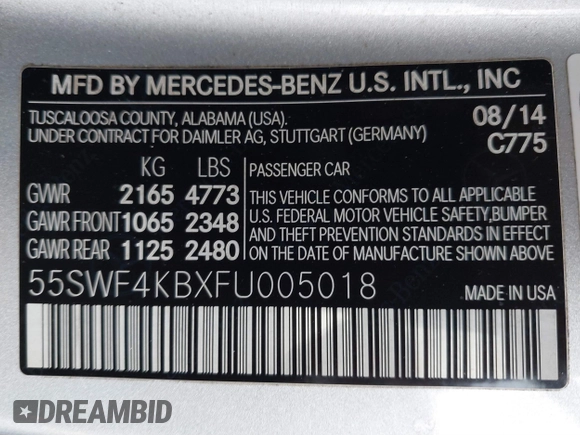 MFD BY MERCEDES-BENZ U.S. INTL., INC
TUSCALOOSA COUNTY, ALABAMA (USA). 08/14
UNDER CONTRACT FOR DAIMLER AG, STUTTGART (GERMANY) C775
KG LBS PASSENGER CAR
GVWR 2165 4773
GAWR FRONT 1065 2348
GAWR REAR 1125 2480
THIS VEHICLE CONFORMS TO ALL APPLICABLE
U.S. FEDERAL MOTOR VEHICLE SAFETY,BUMPER
AND THEFT PREVENTION STANDARDS IN EFFECT
ON THE DATE OF MANUFACTURE SHOWN ABOVE.
55SWF4KBXFU005018 MADE IN USA
DREAMBID